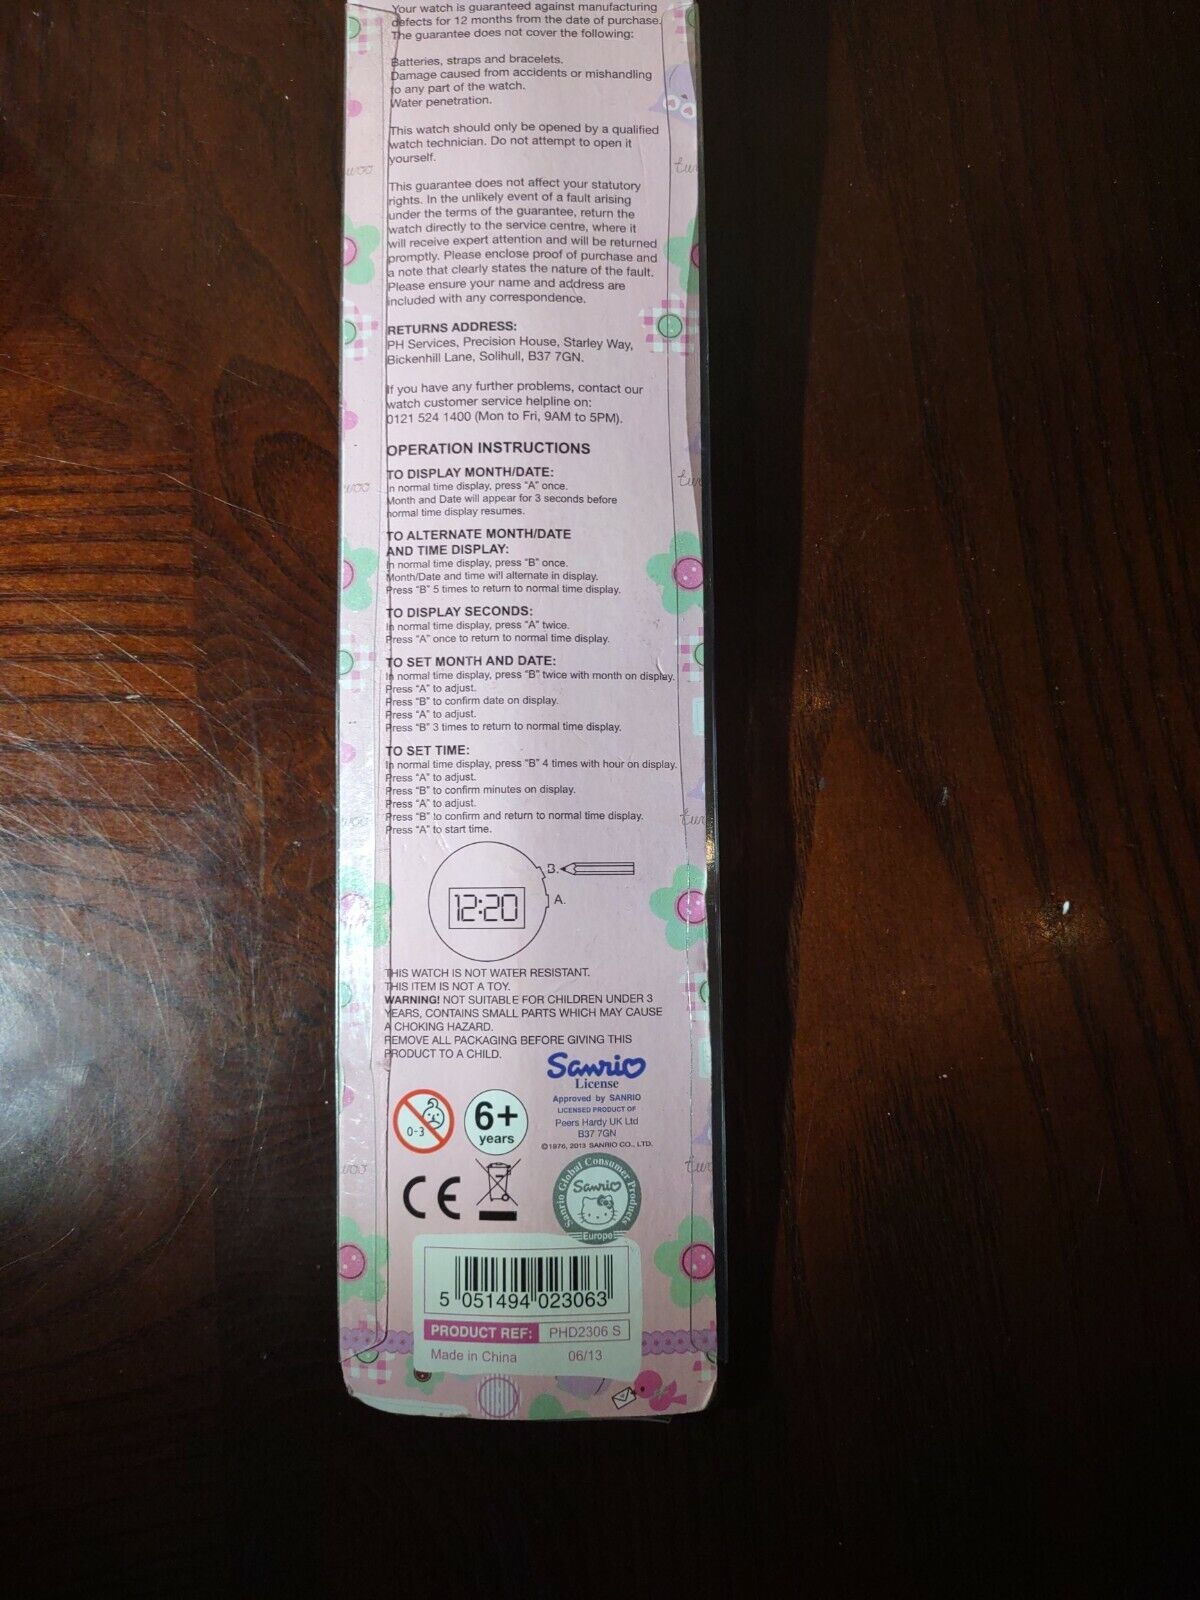 Your watch is guaranteed against manufacturing
defects for 12 months from the date of purchase.
The guarantee does not cover the following:
Batteries, straps and bracelets.
Damage caused from accidents or mishandling
to any part of the watch.
Water penetration.
This watch should only be opened by a qualified
watch technician. Do not attempt to open it
yourself.
This guarantee does not affect your statutory
rights. In the unlikely event of a fault arising
under the terms of the guarantee, return the
watch directly to the service centre, where it
will receive expert attention and will be returned
promptly. Please enclose proof of purchase and
a note that clearly states the nature of the fault.
Please ensure your name and address are
included with any correspondence.
RETURNS ADDRESS:
PH Services, Precision House, Starley Way,
Bickenhill Lane, Solihull, B37 7GN.
If you have any further problems, contact our
watch customer service helpline on:
0121 524 1400 (Mon to Fri, 9AM to 5PM).
OPERATION INSTRUCTIONS
TO DISPLAY MONTH/DATE:
In normal time display, press "A" once.
Month and Date will appear for 3 seconds before
normal time display resumes.
TO ALTERNATE MONTH/DATE
AND TIME DISPLAY:
In normal time display, press "B" once.
Month/Date and time will alternate in display.
Press "B" 5 times to return to normal time display.
TO DISPLAY SECONDS:
In normal time display, press "A" twice.
Press "A" once to return to normal time display.
TO SET MONTH AND DATE:
In normal time display, press "B" twice with month on display.
Press "A" to adjust.
Press "B" to confirm date on display.
Press "A" to adjust.
Press "B" 3 times to return to normal time display.
TO SET TIME:
In normal time display, press "B" 4 times with hour on display.
Press "A" to adjust.
Press "B" to confirm minutes on display.
Press "A" to adjust.
Press "B" to confirm and return to normal time display.
Press "A" to start time.
B.
12:20
A.
THIS WATCH IS NOT WATER RESISTANT.
THIS ITEM IS NOT A TOY.
WARNING! NOT SUITABLE FOR CHILDREN UNDER 3
YEARS, CONTAINS SMALL PARTS WHICH MAY CAUSE
A CHOKING HAZARD.
REMOVE ALL PACKAGING BEFORE GIVING THIS
PRODUCT TO A CHILD.
Sanrio
License
Approved by SANRIO
LICENSED PRODUCT OF
Peers Hardy UK Ltd
B37 7GN
©1976, 2013 SANRIO CO., LTD.
0-3
6+
years
CE
Sanrio Global Consumer Products
Sanrio
Europe
5 051494 023063
PRODUCT REF: PHD2306 S
Made in China 06/13